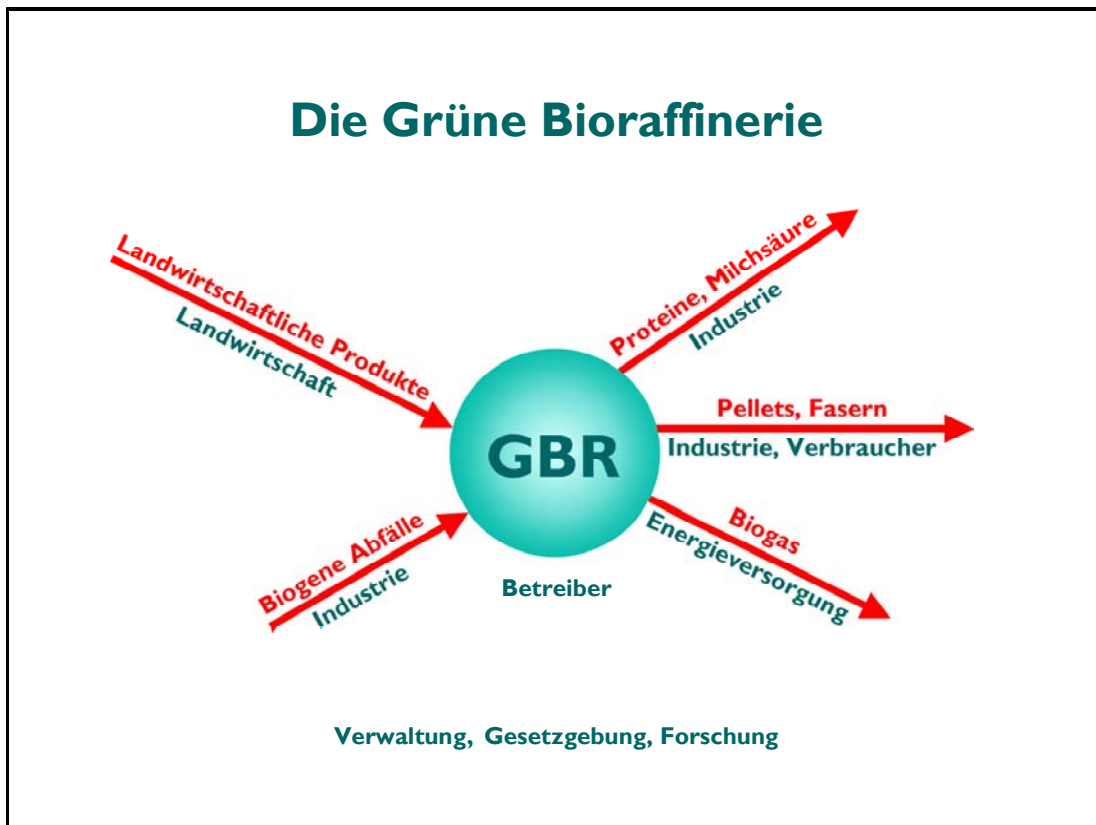 Die Grüne Bioraffinerie
Landwirtschaftliche Produkte
Landwirtschaft
Proteine, Milchsäure
Industrie
Pellets, Fasern
Industrie, Verbraucher
GBR
Biogene Abfälle
Industrie
Biogas
Energieversorgung
Betreiber
Verwaltung, Gesetzgebung, Forschung